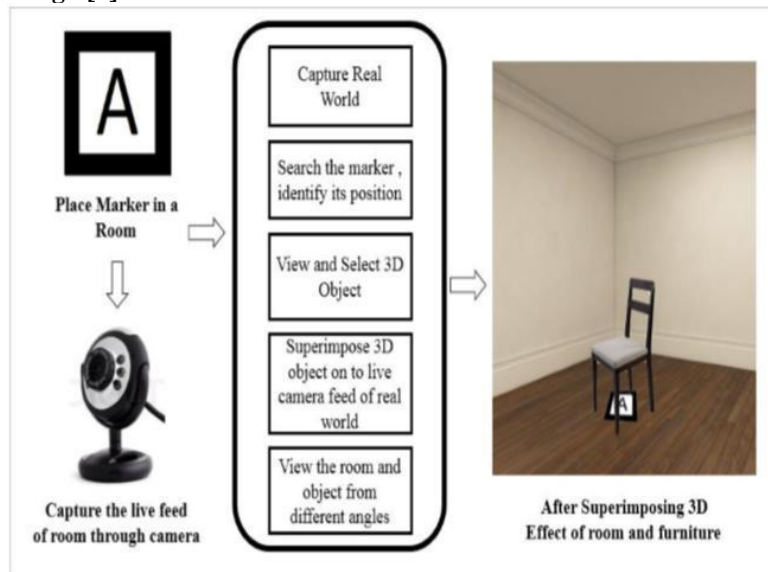 A
Place Marker in a
Room
Capture the live feed
of room through camera
Capture Real
World
Search the marker ,
identify its position
View and Select 3D
Object
Superimpose 3D
object on to live
camera feed of real
world
View the room and
object from
different angles
A
After Superimposing 3D
Effect of room and furniture